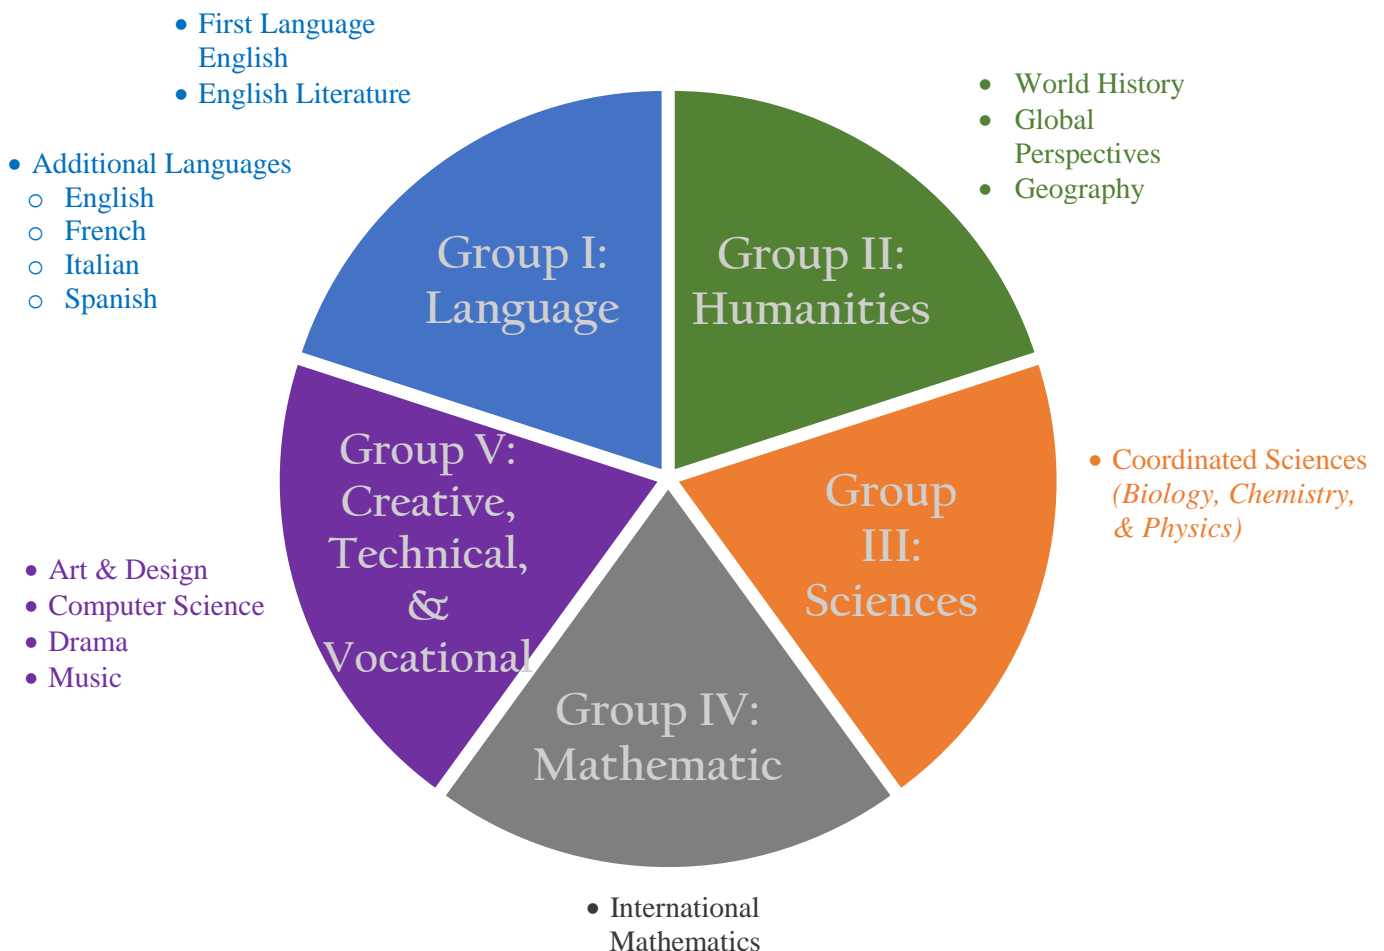 • First Language
English
• English Literature
• Additional Languages
o English
o French
o Italian
o Spanish
• World History
• Global
Perspectives
• Geography
Group I:
Language
Group II:
Humanities
Group
III:
Sciences
• Coordinated Sciences
(Biology, Chemistry,
& Physics)
Group V:
Creative,
Technical,
&
Vocational
• Art & Design
• Computer Science
• Drama
• Music
Group IV:
Mathematic
• International
Mathematics